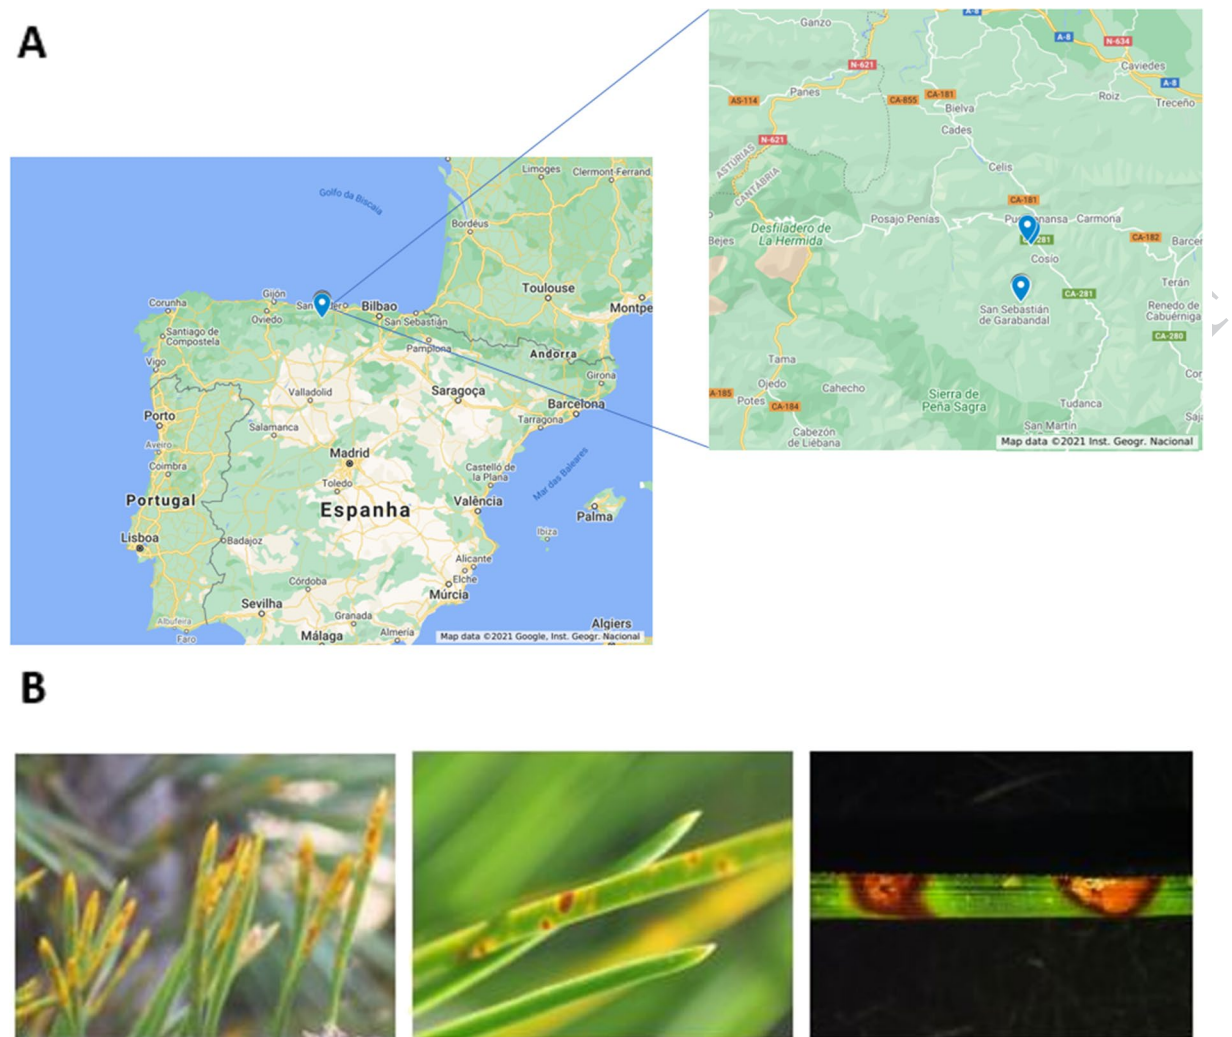 A
Golfo da Biscaia
Limoges
Clermont-Ferrand
Bordéus
Toulouse
Montpe
Corunha
Gijón
Oviedo
Bilbao
San Sebastián
Santiago de
Compostela
Pamplona
Andorra
Vigo
Girona
Valladolid
Saragoça
Barcelona
Porto
Tarragona
Salamanca
Aveiro
Madrid
Coimbra
Toledo
Castelló de
la Plana
Mar das Baleares
Portugal
Espanha
València
Palma
Lisboa
Badajoz
Ibiza
Alicante
Elche
Córdoba
Múrcia
Sevilha
Granada
Albufeira
Faro
Málaga
Almería
Algiers
Map data ©2021 Google, Inst. Geogr. Nacional
Ganzo
A-8
A-8
N-634
N-621
Caviedes
A-8
Panes
AS-114
CA-855
CA-181
Roiz
Treceño
Bielva
Cades
N-621
ASTURIAS
CANTÁBRIA
Celis
CA-181
Posajo Penías
Carmona
Bejes
Desfiladero de
La Hermida
CA-182
Cosío
Terán
San Sebastián
de Garabandal
CA-281
Renedo de
Cabuérniga
CA-280
Tama
Ojedo
Cahecho
Potes
A-185
CA-184
Sierra de
Peña Sagra
Tudanca
San Martin
Cabezón
de Liébana
Map data ©2021 Inst. Geogr. Nacional
B